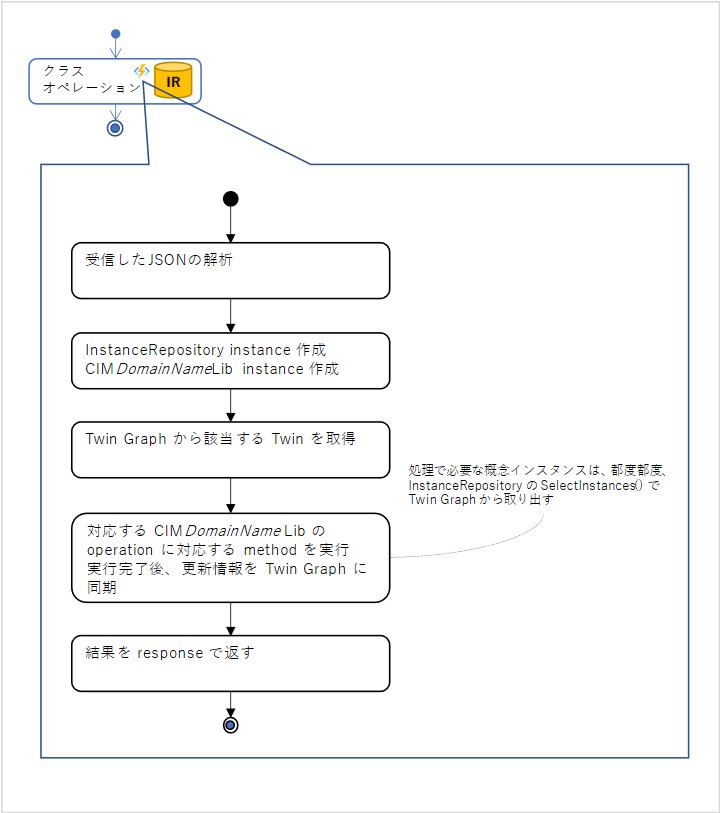 クラス
オペレーション
IR
受信したJSONの解析
InstanceRepository instance 作成
CIMDomainNameLib instance 作成
Twin Graph から該当する Twin を取得
処理で必要な概念インスタンスは、都度都度、
InstanceRepository の SelectInstances() で
Twin Graph から取り出す
対応する CIM DomainName Lib の
operation に対応する method を実行
実行完了後、更新情報を Twin Graph に
同期
結果を response で返す